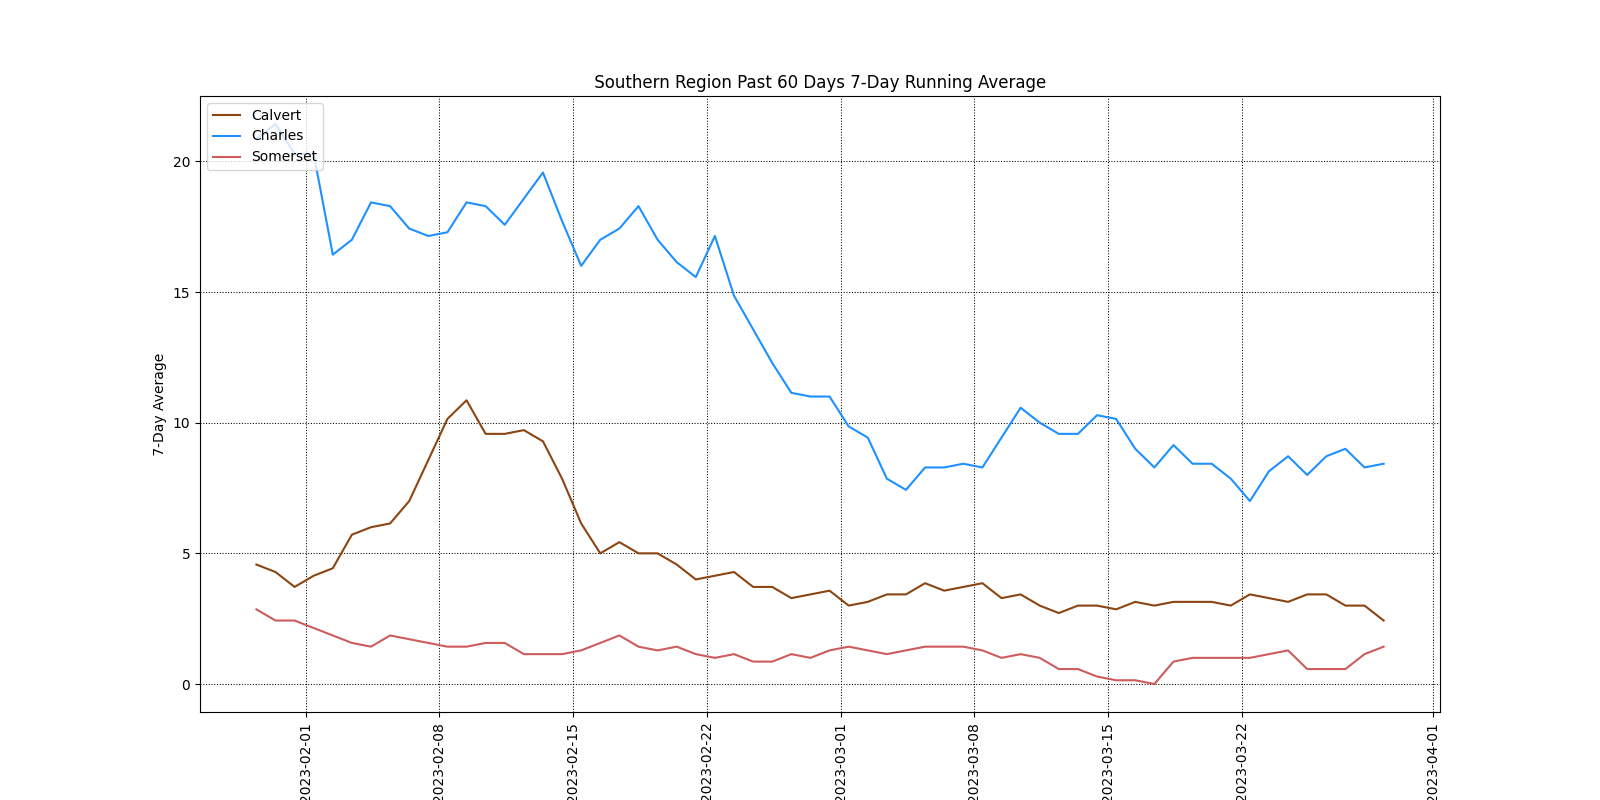 Southern Region Past 60 Days 7-Day Running Average
Calvert
Charles
Somerset
7-Day Average
20
15
10
5
0
2023-02-01
2023-02-08
2023-02-15
2023-02-22
2023-03-01
2023-03-08
2023-03-15
2023-03-22
2023-04-01